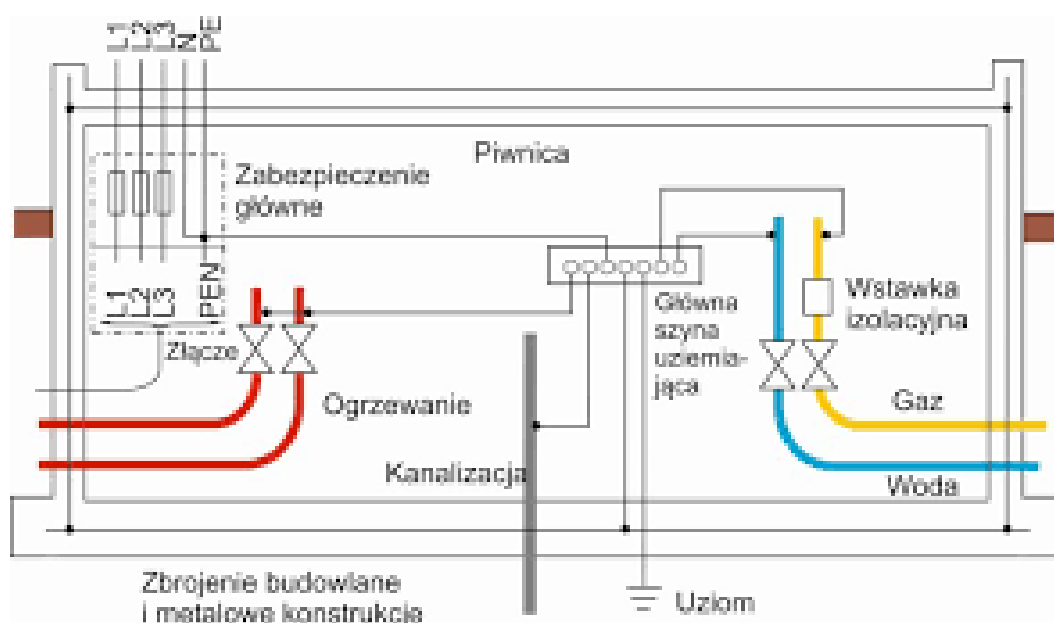 L1 L2 L3 N PE
Piwnica
Zabezpieczenie
główne
L1 L2 L3 PEN
Złącze
Główna
szyna
uziemia-
jąca
Wstawka
izolacyjna
Ogrzewanie
Gaz
Kanalizacja
Woda
Zbrojenie budowlane
i metalowe konstrukcje
Uziom